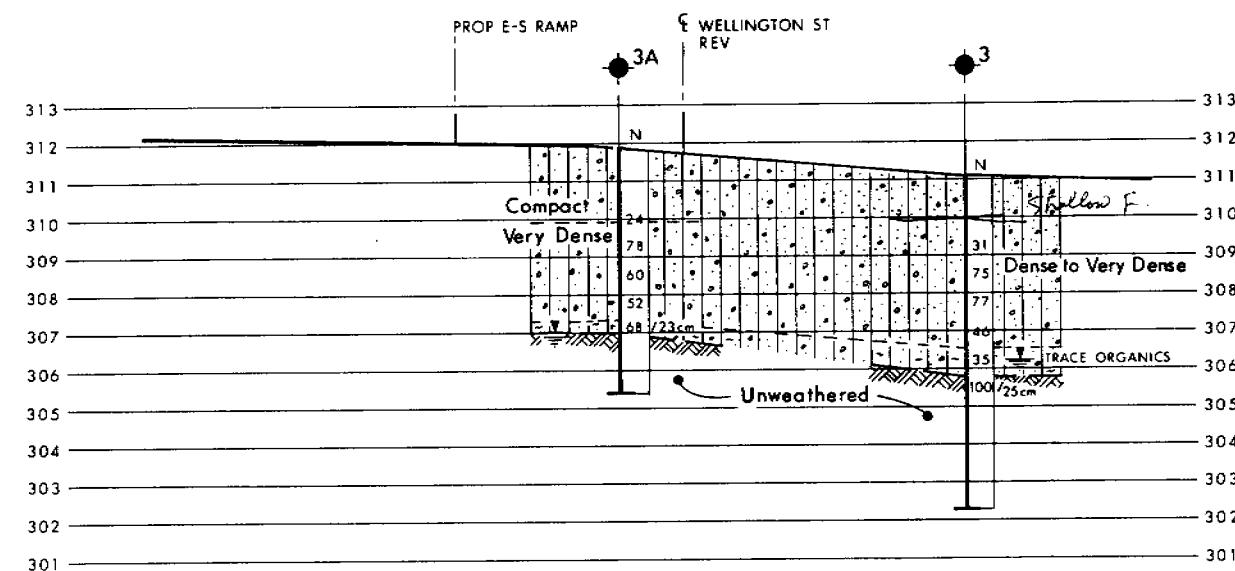 PROP E-S RAMP
℄ WELLINGTON ST
REV
3A
3
313 313
312 N 312
N
311 311
Shallow F.
Compact
310 24 310
Very Dense 31
309 78 309
60 75 Dense to Very Dense
308 52 77 308
307 68/23cm 46 307
35 TRACE ORGANICS
306 306
100/25cm
Unweathered
305 305
304 304
303 303
302 302
301 301